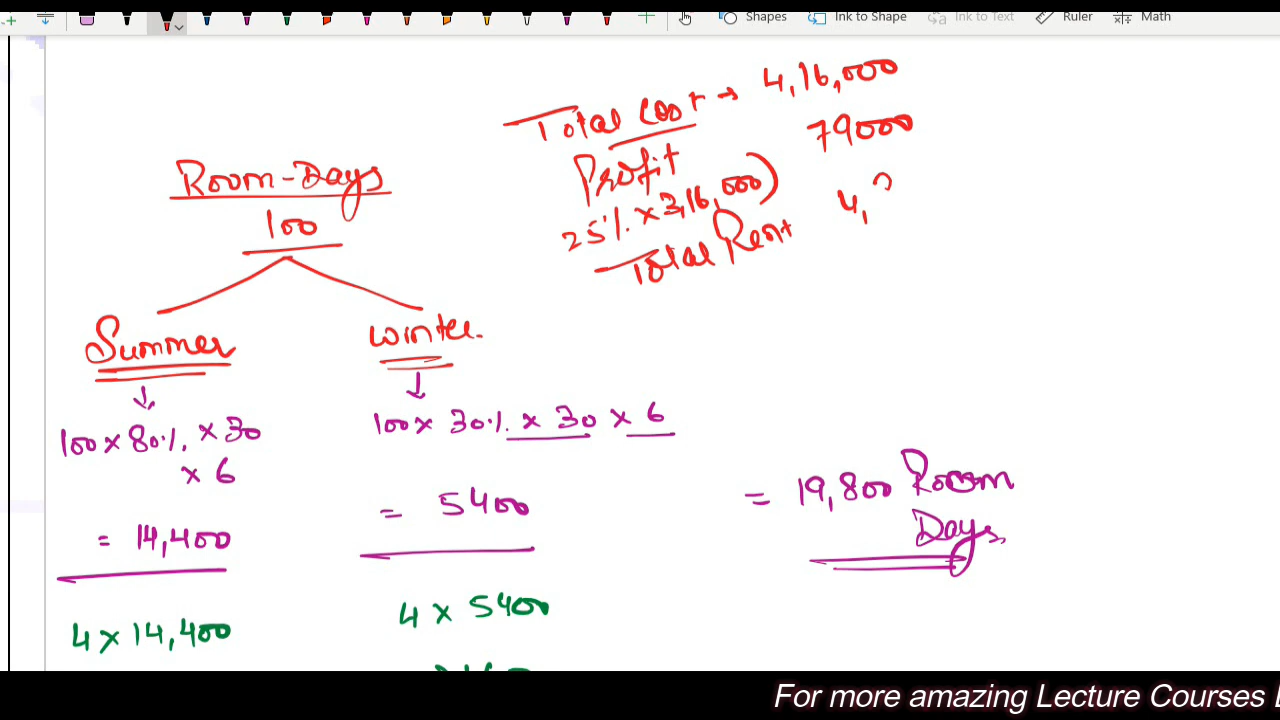 Shapes Ink to Shape Ink to Text Ruler Math
Total Cost → 4,16,000
Profit 79000
25% x 3,16,000)
Total Rent 4,
Room-Days
100
Summer Winter.
100 x 80% x 30
x 6
= 14,400
4 x 14,400
100 x 30% x 30 x 6
= 5400
4 x 5400
= 19,800 Room
Days
For more amazing Lecture Courses